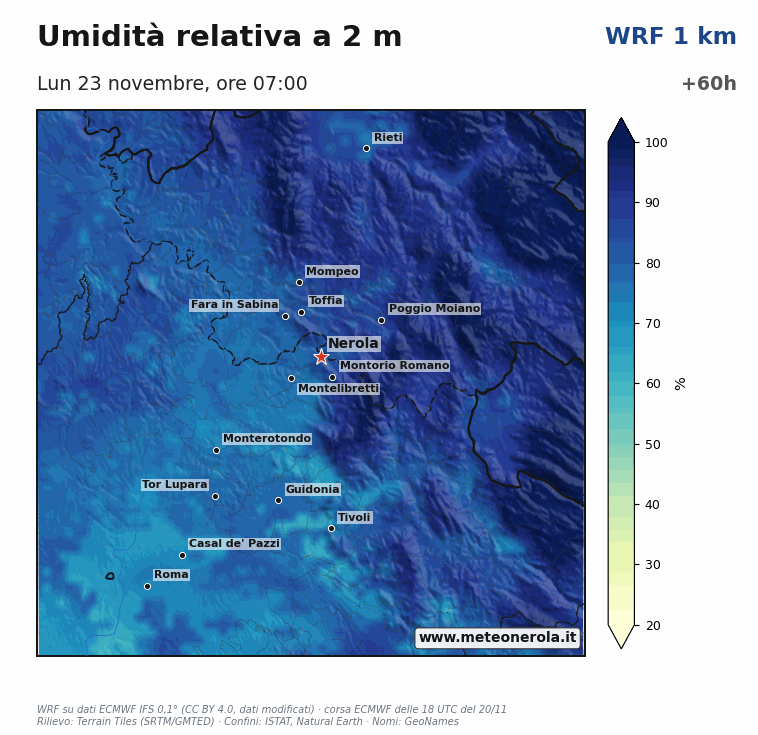 Umidità relativa a 2 m
WRF 1 km
Lun 23 novembre, ore 07:00
+60h
Rieti
Mompeo
Toffia
Fara in Sabina
Poggio Moiano
Nerola
Montorio Romano
Montelibretti
Monterotondo
Tor Lupara
Guidonia
Tivoli
Casal de' Pazzi
Roma
www.meteonerola.it
100
90
80
70
60
50
40
30
20
%
WRF su dati ECMWF IFS 0,1° (CC BY 4.0, dati modificati) · corsa ECMWF delle 18 UTC del 20/11
Rilievo: Terrain Tiles (SRTM/GMTED) · Confini: ISTAT, Natural Earth · Nomi: GeoNames